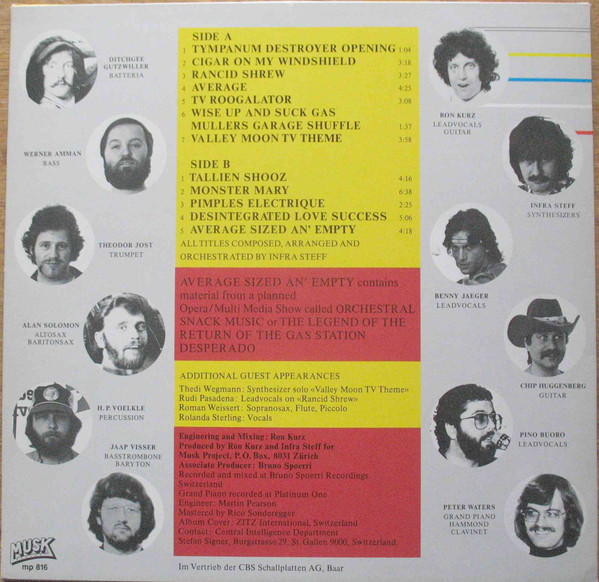 DITCHGEE
GUTZWILLER
BATTERIA
WERNER AMMAN
BASS
THEODOR JOST
TRUMPET
ALAN SOLOMON
ALTOSAX
BARITONSAX
H.P. VOELKLE
PERCUSSION
JAAP VISSER
BASSTROMBONE
BARYTON
MUSK
mp 816
SIDE A
1 TYMPANUM DESTROYER OPENING 1:04
2 CIGAR ON MY WINDSHIELD 3:18
3 RANCID SHREW 3:27
4 AVERAGE 4:25
5 TV ROOGALATOR 3:08
6 WISE UP AND SUCK GAS
MULLERS GARAGE SHUFFLE 1:37
7 VALLEY MOON TV THEME 3:58
SIDE B
1 TALLIEN SHOOZ 4:16
2 MONSTER MARY 6:38
3 PIMPLES ELECTRIQUE 2:25
4 DESINTEGRATED LOVE SUCCESS 5:06
5 AVERAGE SIZED AN' EMPTY 4:18
ALL TITLES COMPOSED, ARRANGED AND
ORCHESTRATED BY INFRA STEFF
AVERAGE SIZED AN' EMPTY contains
material from a planned
Opera/Multi Media Show called ORCHESTRAL
SNACK MUSIC or THE LEGEND OF THE
RETURN OF THE GAS STATION
DESPERADO
ADDITIONAL GUEST APPEARANCES
Thedi Wegmann: Synthesizer solo «Valley Moon TV Theme»
Rudi Pasadena: Leadvocals on «Rancid Shrew»
Roman Weissert: Sopranosax, Flute, Piccolo
Rolanda Sterling: Vocals
Enginering and Mixing: Ron Kurz
Produced by Ron Kurz and Infra Steff for
Musk Project, P.O. Box, 8031 Zürich
Associate Producer: Bruno Spoerri
Recorded and mixed at Bruno Spoerri Recordings
Switzerland
Grand Piano recorded at Platinum One
Engineer: Martin Pearson
Mastered by Rico Sonderegger
Album Cover: ZITZ International, Switzerland
Contact: Central Intelligence Department
Stefan Signer, Burgstrasse 29, St. Gallen 9000, Switzerland.
Im Vertrieb der CBS Schallplatten AG, Baar
RON KURZ
LEADVOCALS
GUITAR
INFRA STEFF
SYNTHESIZERS
BENNY JAEGER
LEADVOCALS
CHIP HUGGENBERG
GUITAR
PINO BUORO
LEADVOCALS
PETER WATERS
GRAND PIANO
HAMMOND
CLAVINET